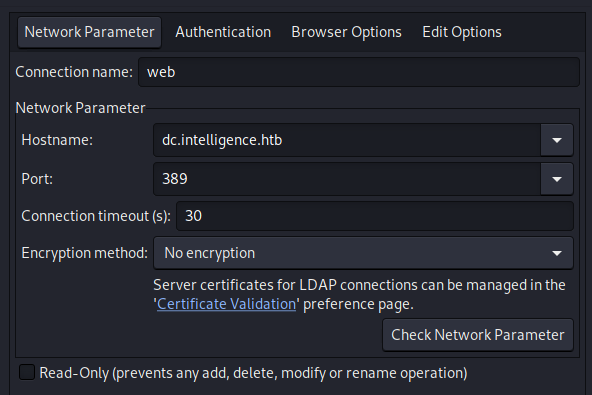 Network Parameter Authentication Browser Options Edit Options
Connection name: web
Network Parameter
Hostname: dc.intelligence.htb
Port: 389
Connection timeout (s): 30
Encryption method: No encryption
Server certificates for LDAP connections can be managed in the
'Certificate Validation' preference page.
Check Network Parameter
Read-Only (prevents any add, delete, modify or rename operation)